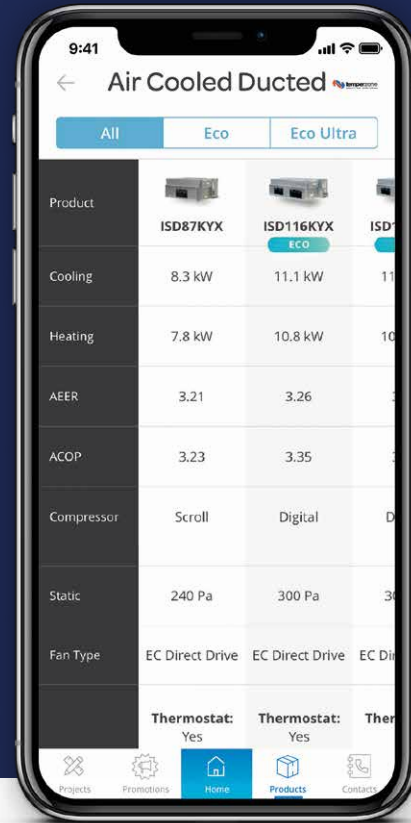 9:41
Air Cooled Ducted temperzone
All Eco Eco Ultra
Product ISD87KYX ISD116KYX
ECO
Cooling 8.3 kW 11.1 kW
Heating 7.8 kW 10.8 kW
AEER 3.21 3.26
ACOP 3.23 3.35
Compressor Scroll Digital
Static 240 Pa 300 Pa
Fan Type EC Direct Drive EC Direct Drive
Thermostat: Thermostat:
Yes Yes
Projects Promotions Home Products Contacts